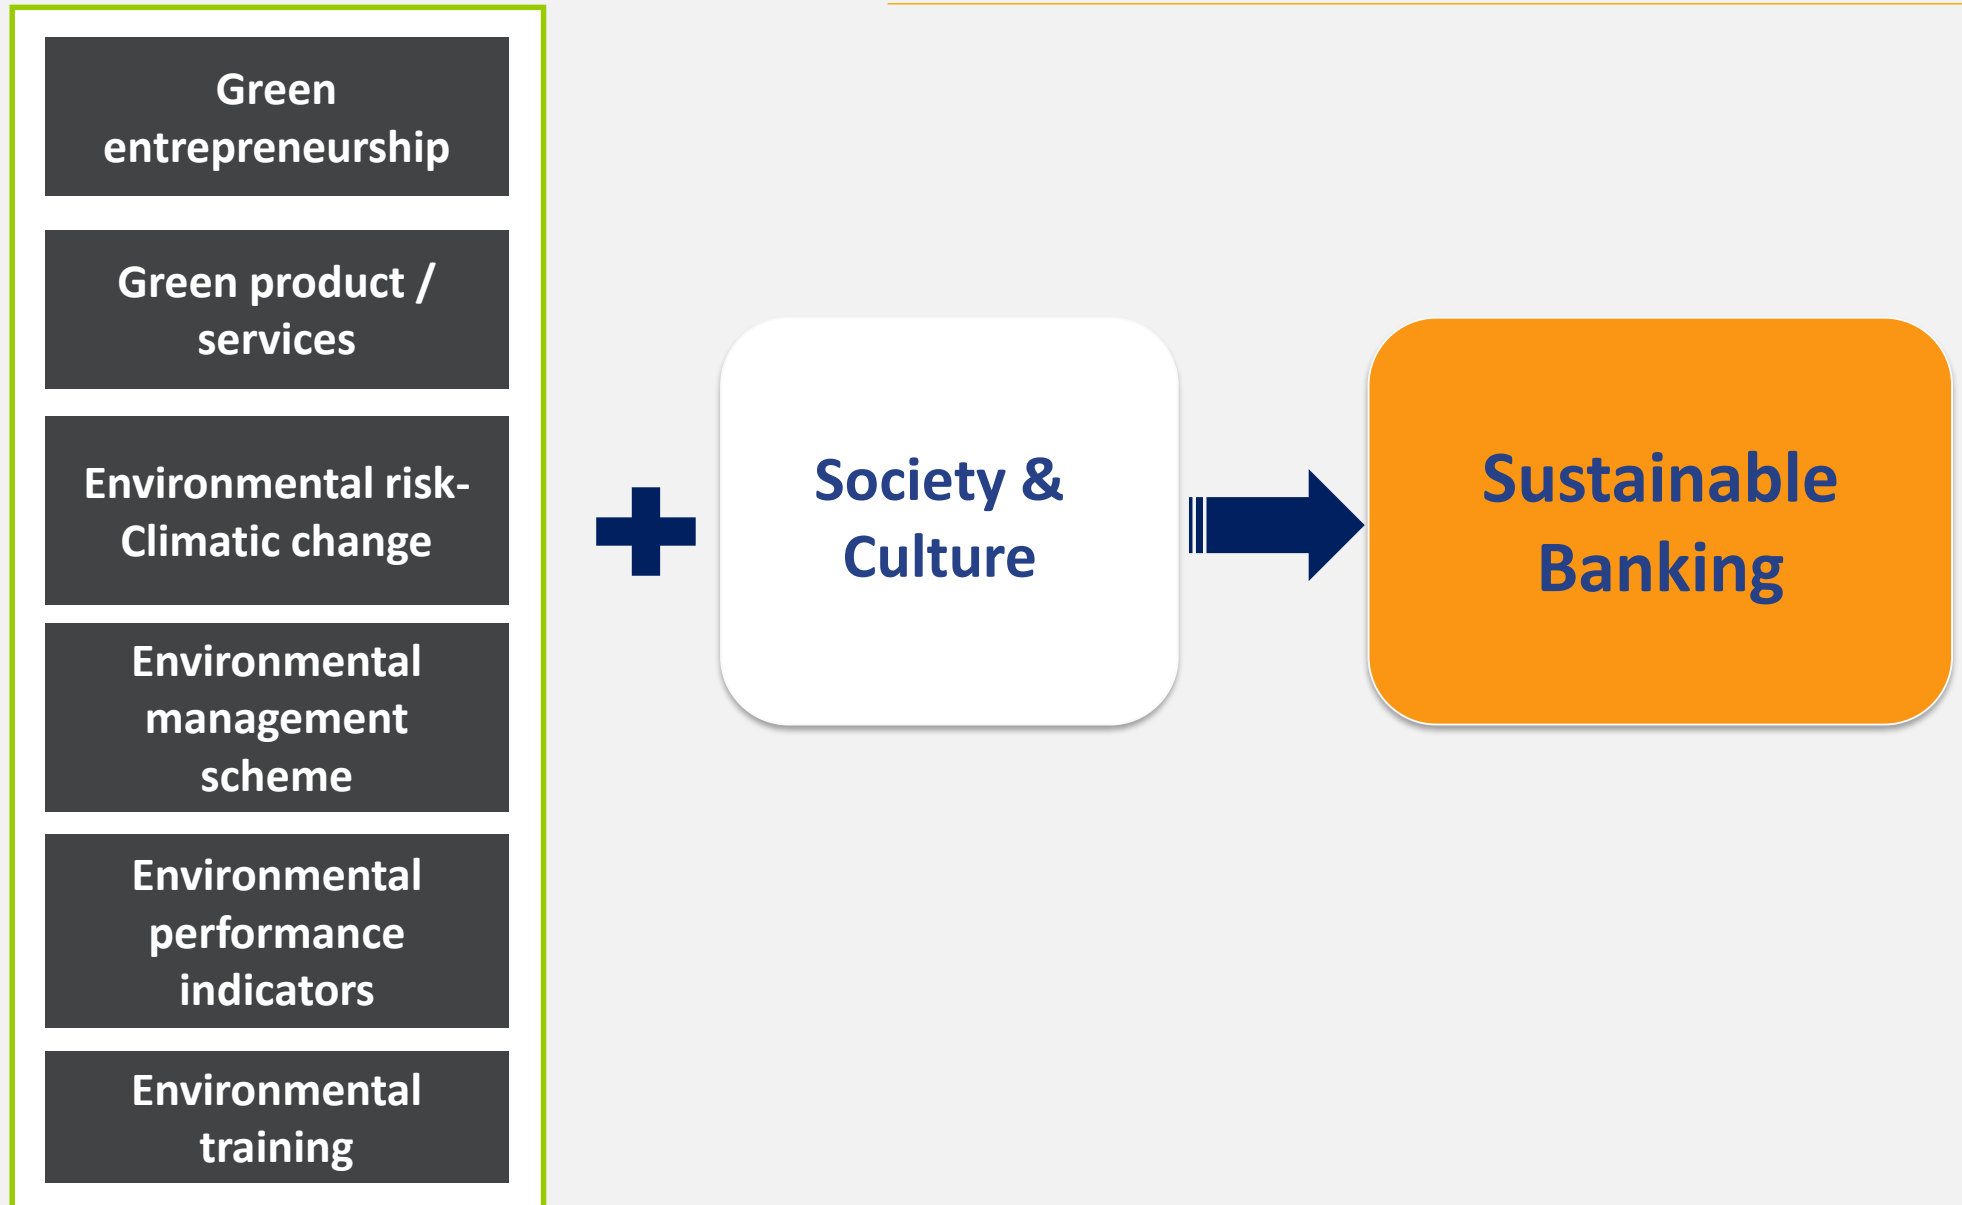 Green
entrepreneurship
Green product /
services
Environmental risk-
Climatic change
Environmental
management
scheme
Environmental
performance
indicators
Environmental
training
Society &
Culture
Sustainable
Banking